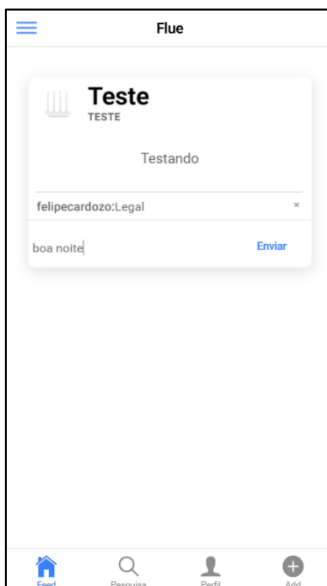 Flue
Teste
TESTE
Testando
felipecardozo:Legal ×
boa noite Enviar
Feed Pesquisa Perfil Add